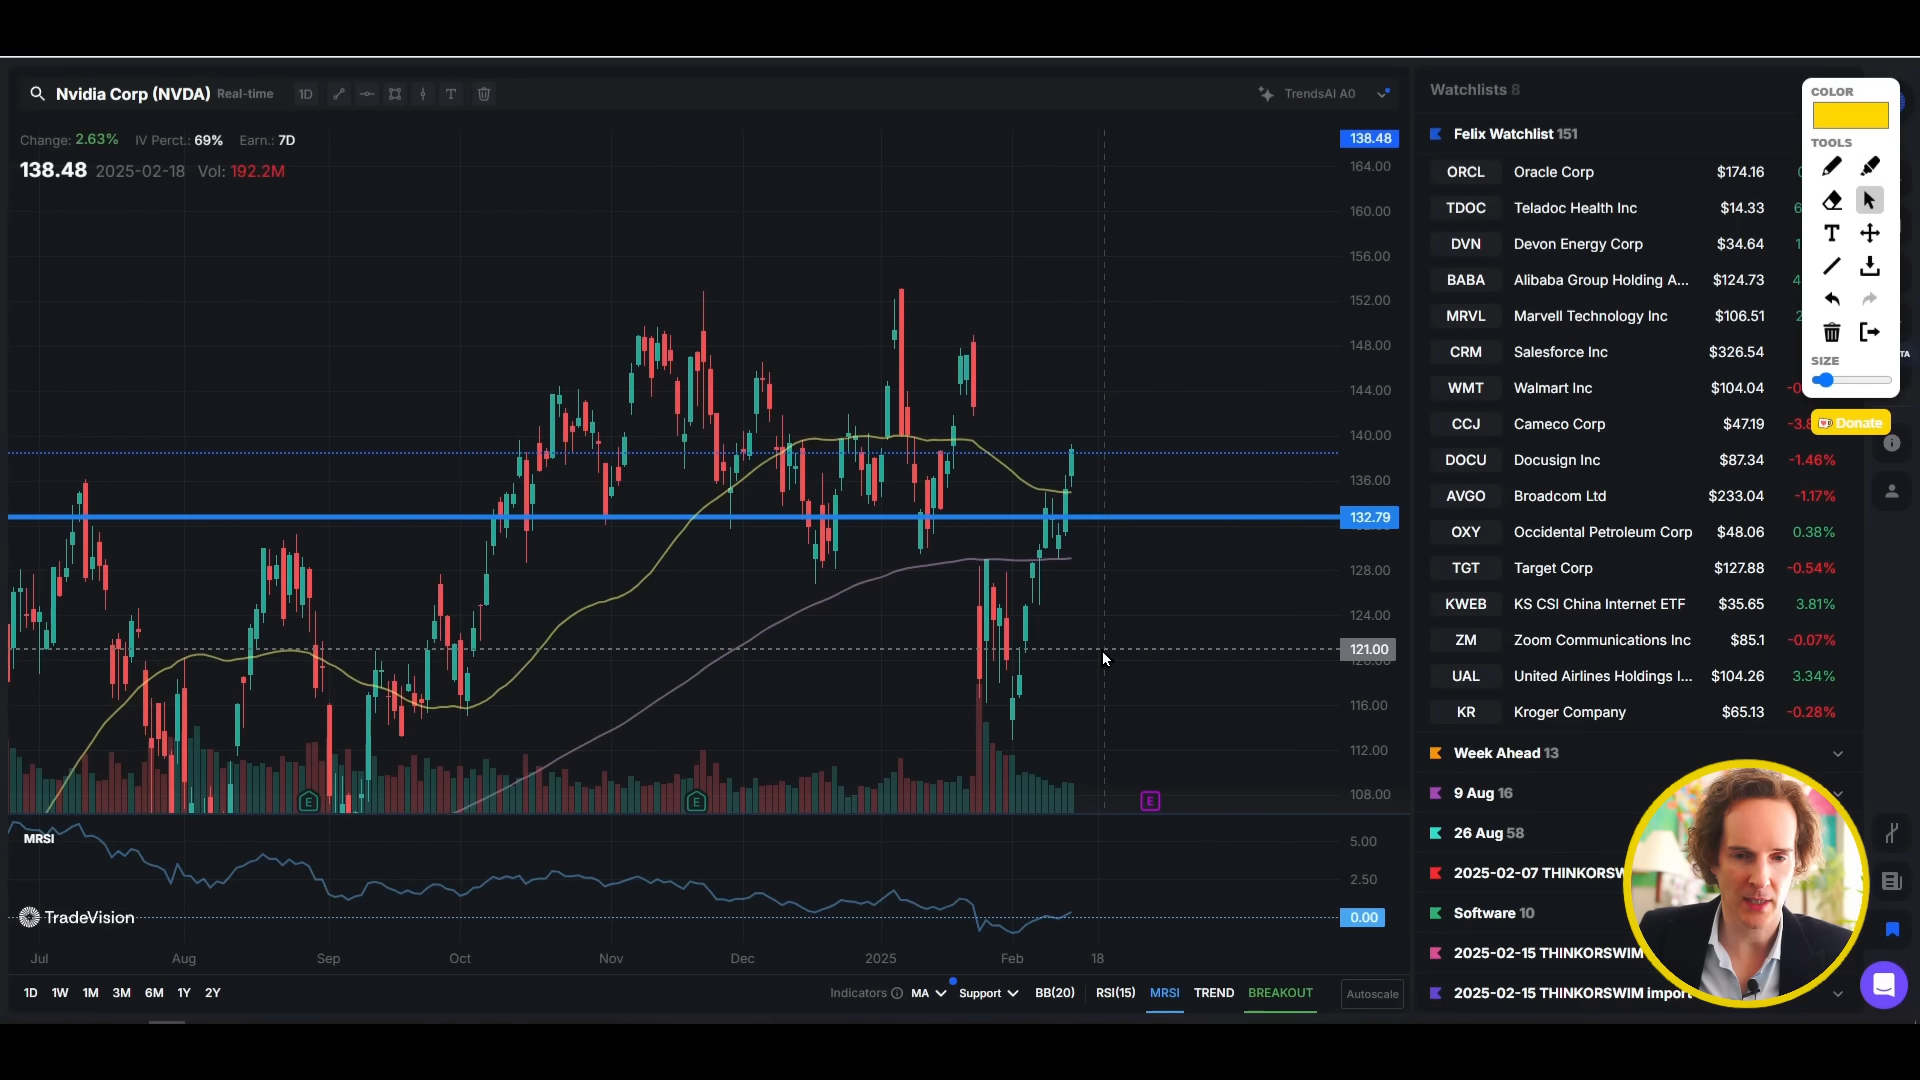 Nvidia Corp (NVDA) Real-time 1D T TrendsAI A0
Change: 2.63% IV Perct.: 69% Earn.: 7D
138.48 2025-02-18 Vol: 192.2M
138.48
164.00
160.00
156.00
152.00
148.00
144.00
140.00
136.00
132.79
128.00
124.00
121.00
116.00
112.00
108.00
E E E
MRSI
5.00
2.50
0.00
TradeVision
Jul Aug Sep Oct Nov Dec 2025 Feb 18
1D 1W 1M 3M 6M 1Y 2Y
Indicators MA Support BB(20) RSI(15) MRSI TREND BREAKOUT Autoscale
Watchlists 8
Felix Watchlist 151
ORCL Oracle Corp $174.16
TDOC Teladoc Health Inc $14.33 6
DVN Devon Energy Corp $34.64 1
BABA Alibaba Group Holding A... $124.73 4
MRVL Marvell Technology Inc $106.51 2
CRM Salesforce Inc $326.54
WMT Walmart Inc $104.04 -0
CCJ Cameco Corp $47.19 -3.8
DOCU Docusign Inc $87.34 -1.46%
AVGO Broadcom Ltd $233.04 -1.17%
OXY Occidental Petroleum Corp $48.06 0.38%
TGT Target Corp $127.88 -0.54%
KWEB KS CSI China Internet ETF $35.65 3.81%
ZM Zoom Communications Inc $85.1 -0.07%
UAL United Airlines Holdings I... $104.26 3.34%
KR Kroger Company $65.13 -0.28%
Week Ahead 13
9 Aug 16
26 Aug 58
2025-02-07 THINKORSW
Software 10
2025-02-15 THINKORSWIM
2025-02-15 THINKORSWIM import
COLOR
TOOLS
T
SIZE
Donate
TA